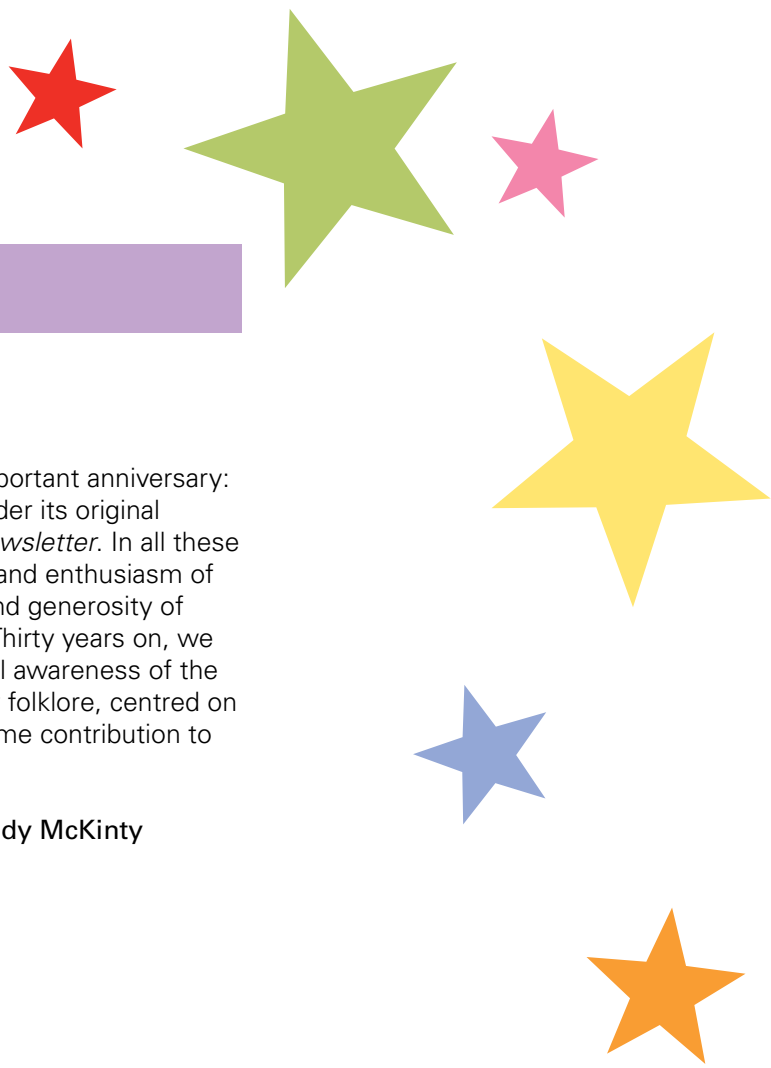 portant anniversary:
der its original
wsletter. In all these
and enthusiasm of
nd generosity of
Thirty years on, we
l awareness of the
folklore, centred on
me contribution to
dy McKinty